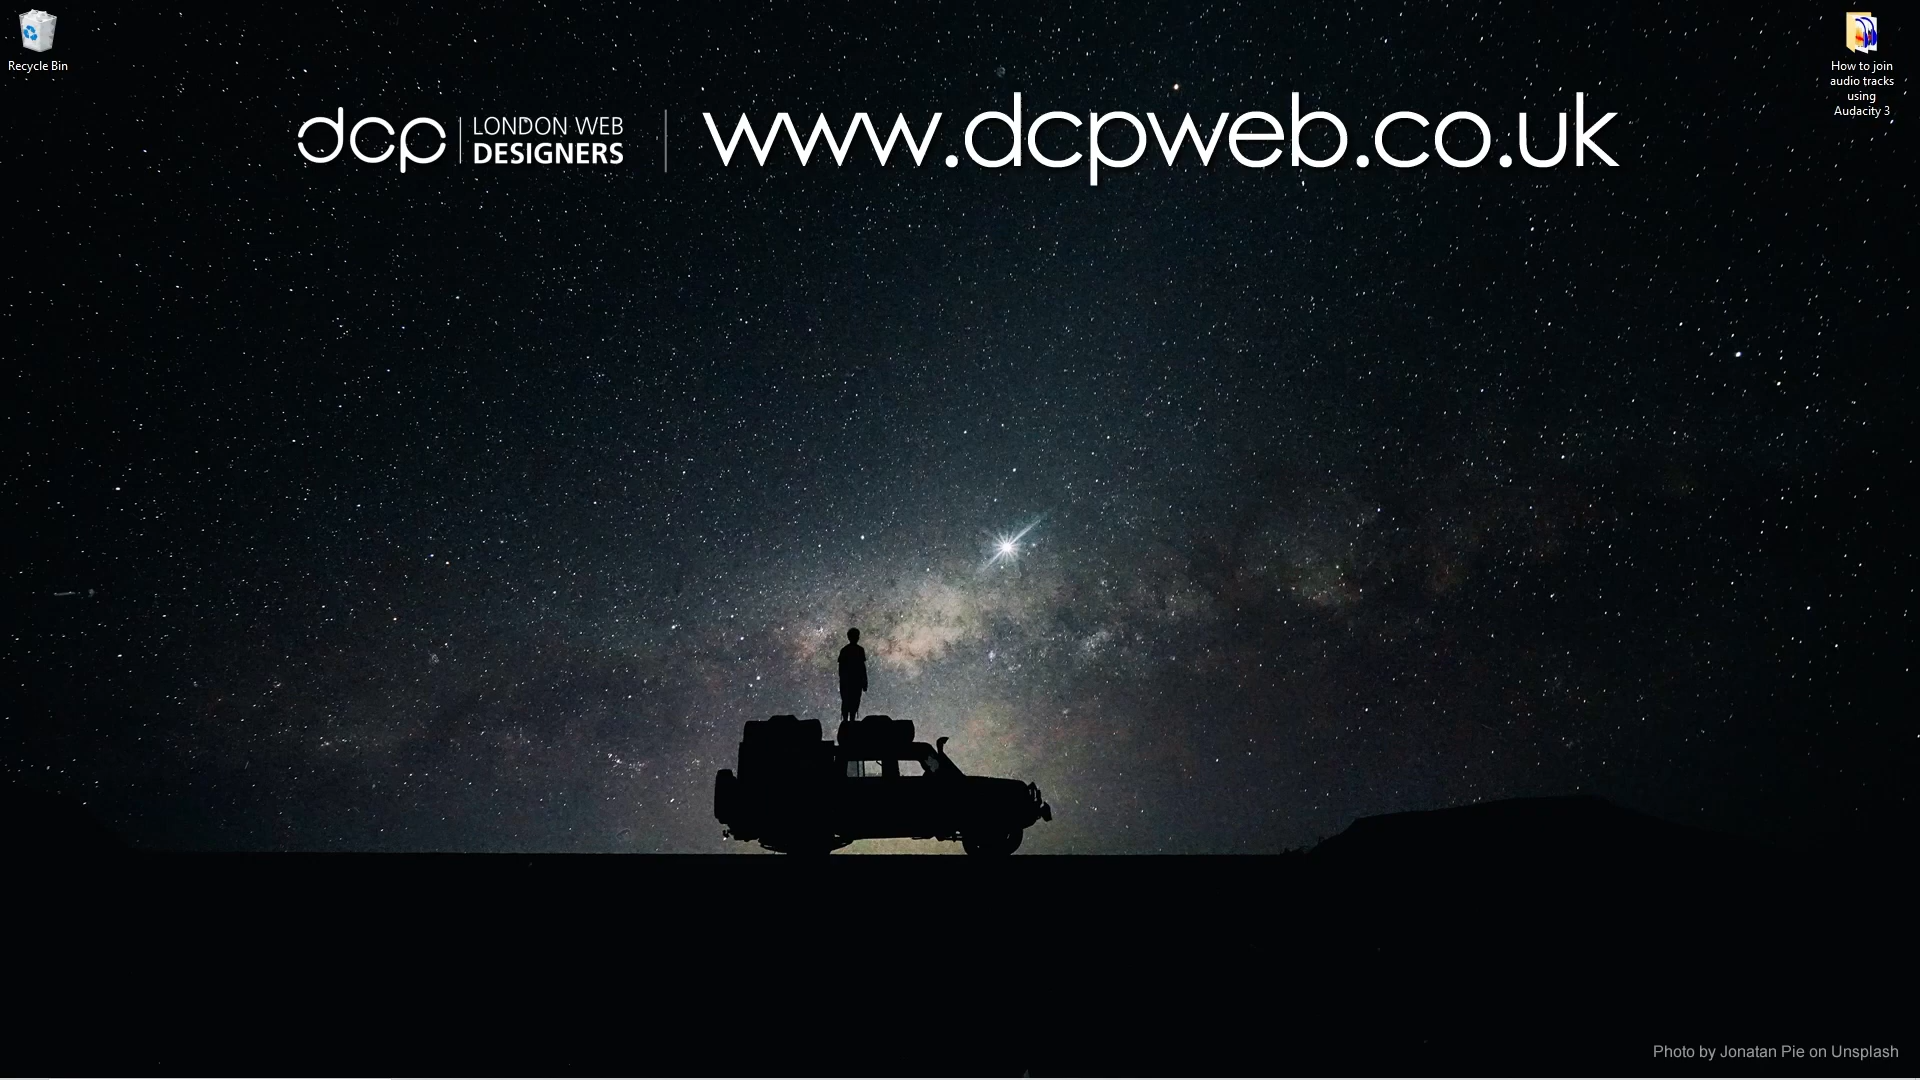 Recycle Bin
How to join
audio tracks
using
Audacity 3
dcp
LONDON WEB
DESIGNERS
www.dcpweb.co.uk
Photo by Jonatan Pie on Unsplash